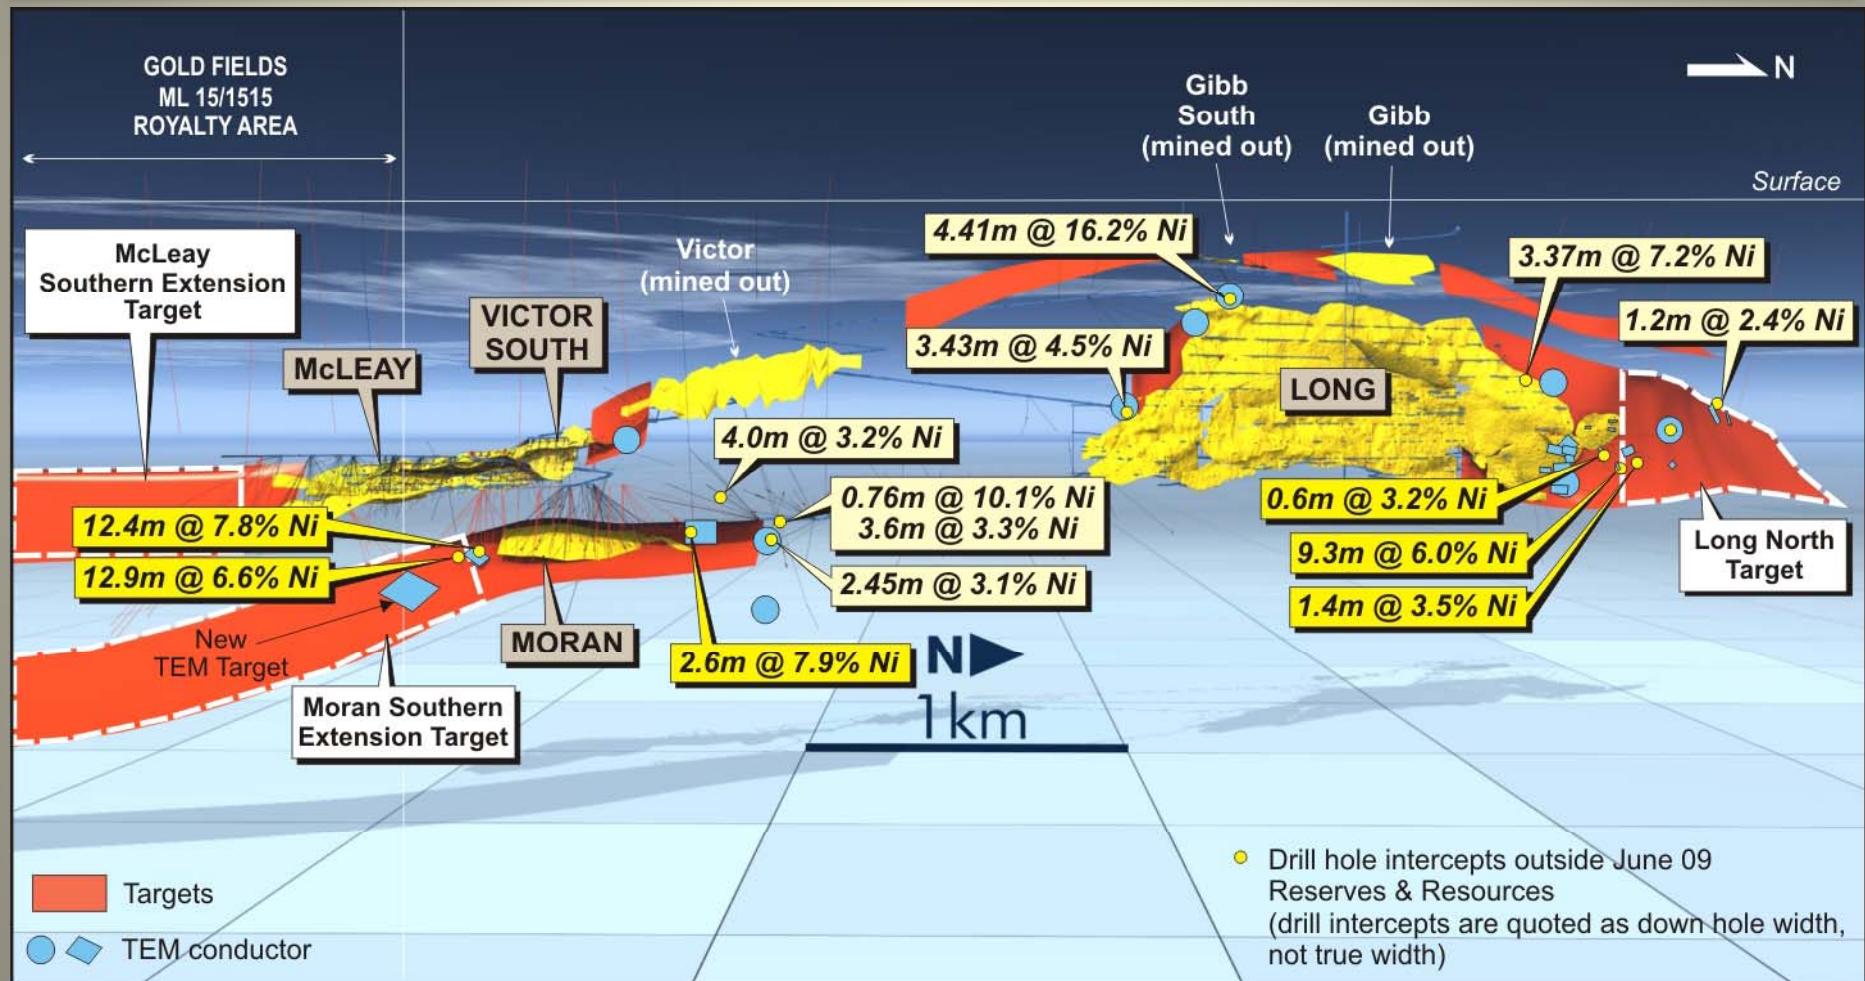 GOLD FIELDS
ML 15/1515
ROYALTY AREA
N
Gibb
South
(mined out)
Gibb
(mined out)
Surface
McLeay
Southern Extension
Target
Victor
(mined out)
4.41m @ 16.2% Ni
3.37m @ 7.2% Ni
VICTOR
SOUTH
1.2m @ 2.4% Ni
McLEAY
3.43m @ 4.5% Ni
LONG
4.0m @ 3.2% Ni
0.76m @ 10.1% Ni
3.6m @ 3.3% Ni
0.6m @ 3.2% Ni
12.4m @ 7.8% Ni
12.9m @ 6.6% Ni
9.3m @ 6.0% Ni
Long North
Target
2.45m @ 3.1% Ni
1.4m @ 3.5% Ni
New
TEM Target
MORAN
2.6m @ 7.9% Ni
N
1km
Moran Southern
Extension Target
Targets
TEM conductor
Drill hole intercepts outside June 09
Reserves & Resources
(drill intercepts are quoted as down hole width,
not true width)